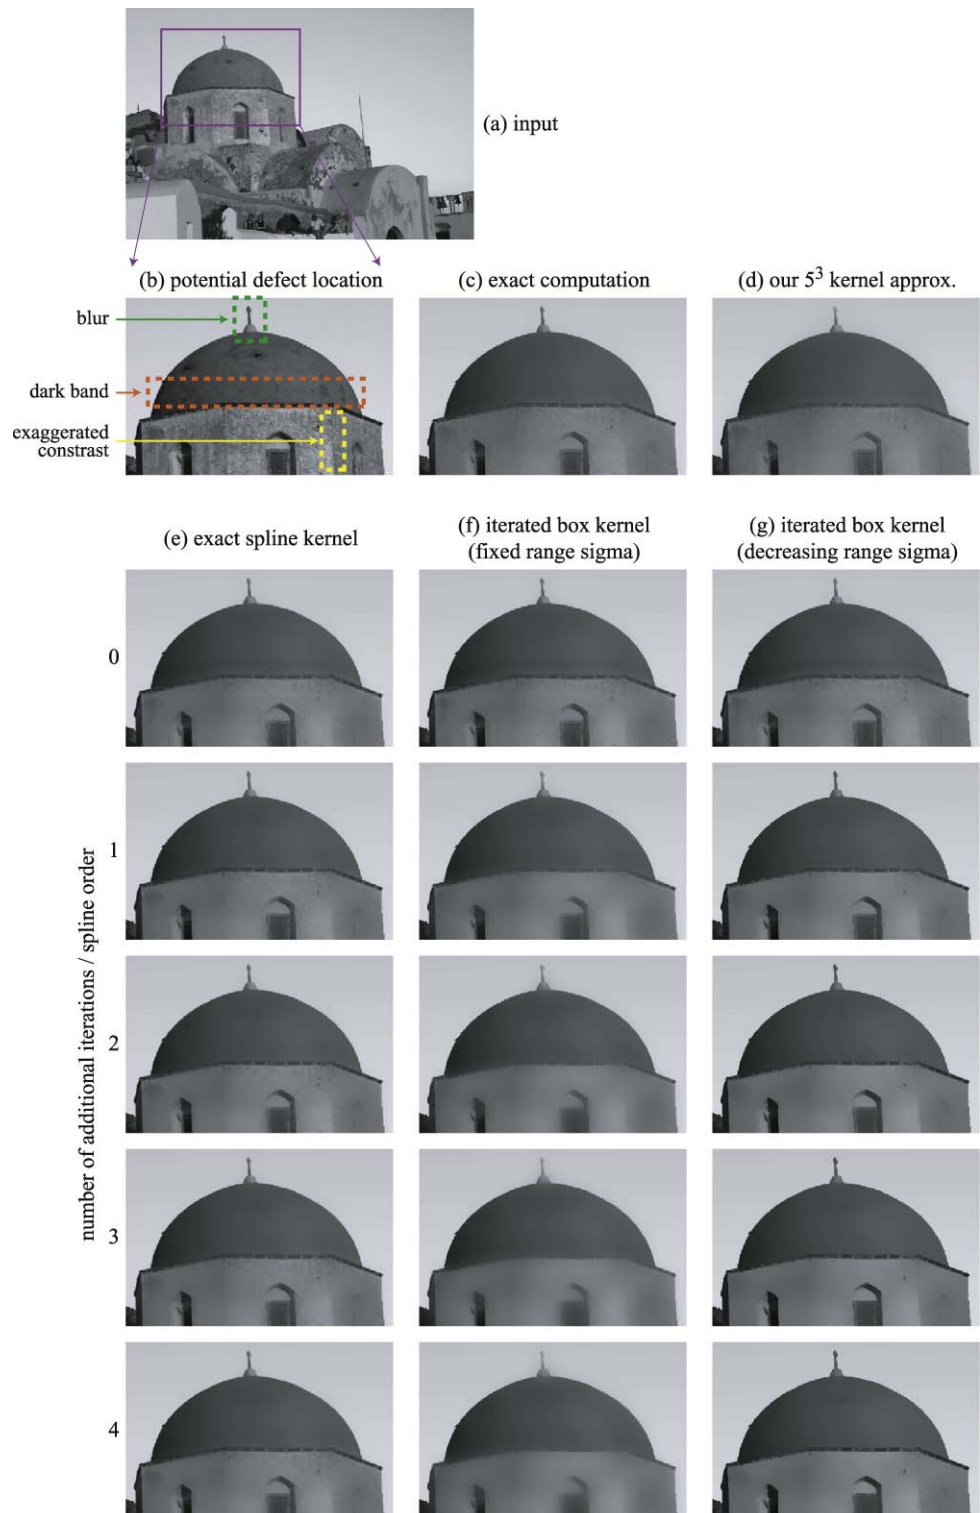 (a) input
(b) potential defect location
(c) exact computation
(d) our 5³ kernel approx.
blur
dark band
exaggerated
constrast
(e) exact spline kernel
(f) iterated box kernel
(fixed range sigma)
(g) iterated box kernel
(decreasing range sigma)
number of additional iterations / spline order
0
1
2
3
4